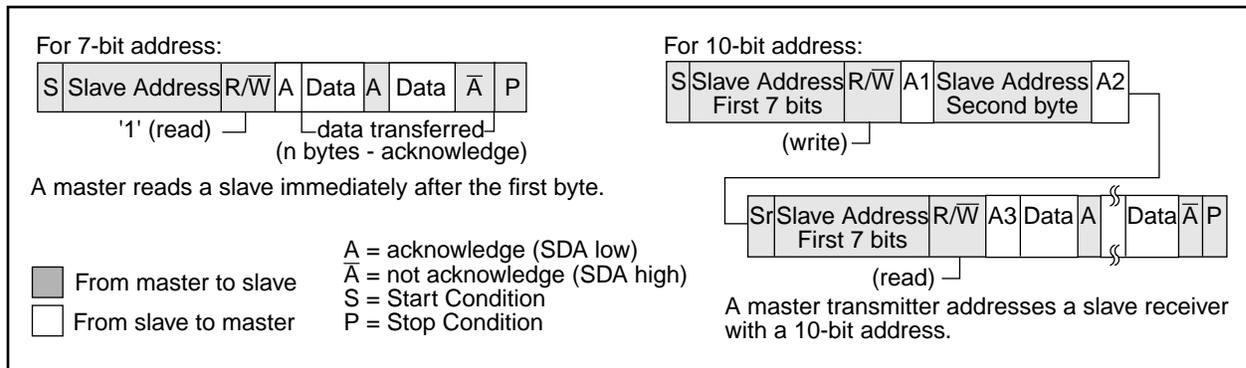 For 7-bit address:
S Slave Address R/W̅ A Data A Data A̅ P
'1' (read)
data transferred
(n bytes - acknowledge)
A master reads a slave immediately after the first byte.
From master to slave
From slave to master
A = acknowledge (SDA low)
A̅ = not acknowledge (SDA high)
S = Start Condition
P = Stop Condition
For 10-bit address:
S Slave Address First 7 bits R/W̅ A1 Slave Address Second byte A2
(write)
Sr Slave Address First 7 bits R/W̅ A3 Data A Data A̅ P
(read)
A master transmitter addresses a slave receiver
with a 10-bit address.